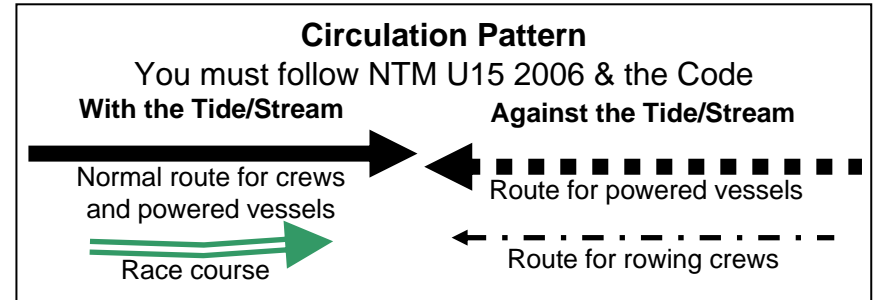 Circulation Pattern
You must follow NTM U15 2006 & the Code
With the Tide/Stream
Normal route for crews
and powered vessels
Race course
Against the Tide/Stream
Route for powered vessels
Route for rowing crews